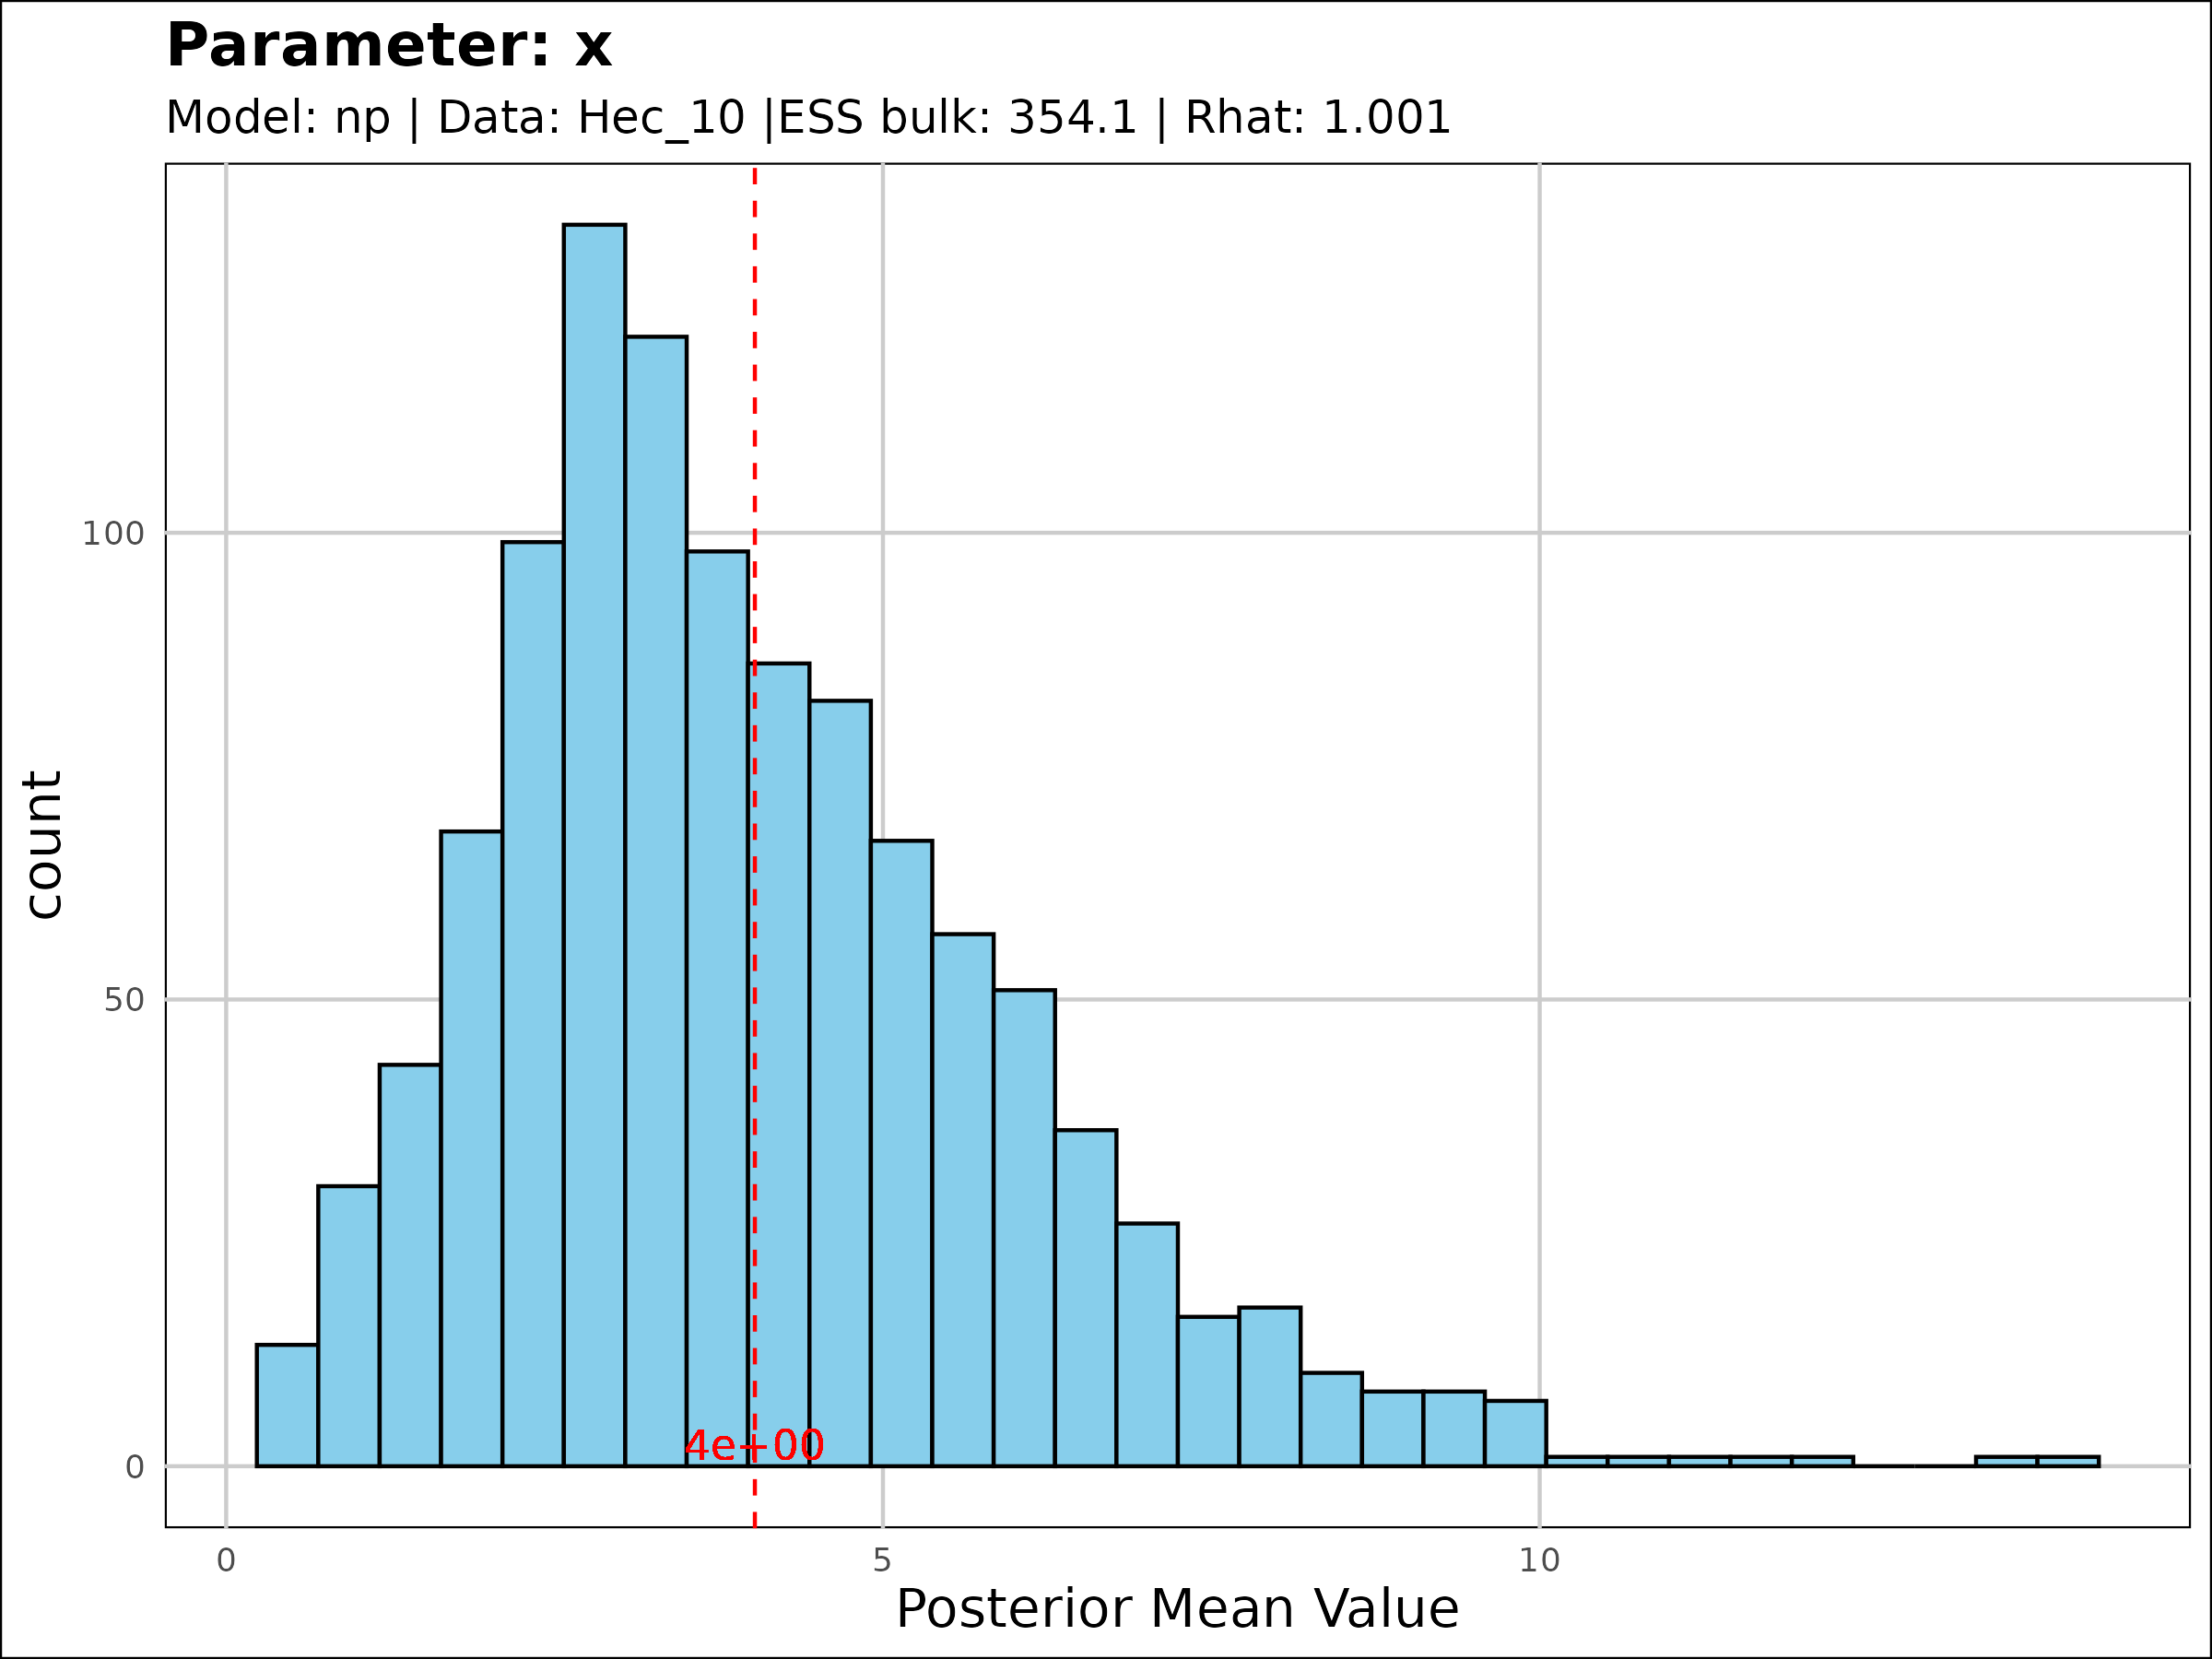 Parameter: x
Model: np | Data: Hec_10 |ESS bulk: 354.1 | Rhat: 1.001
count
100
50
0
4e+00
0 5 10
Posterior Mean Value